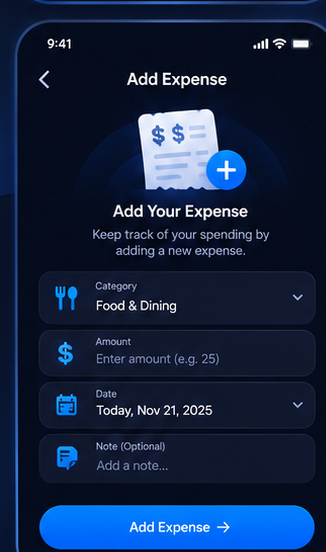 9:41
Add Expense
$ $
Add Your Expense
Keep track of your spending by
adding a new expense.
Category
Food & Dining
Amount
$
Enter amount (e.g. 25)
Date
Today, Nov 21, 2025
Note (Optional)
Add a note...
Add Expense →